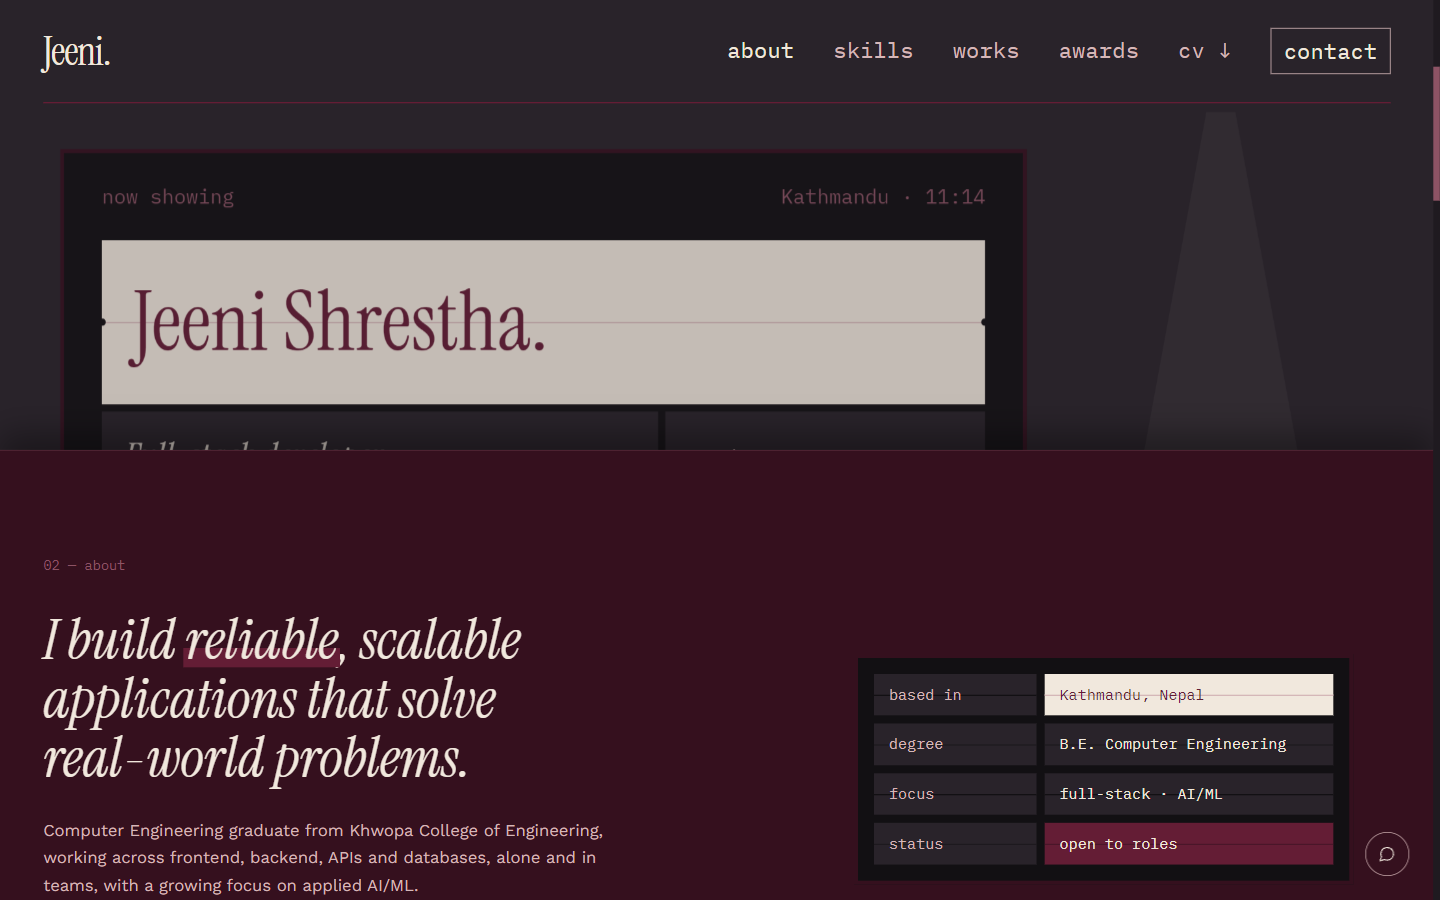 Jeeni.
about skills works awards cv ↓ contact
now showing Kathmandu · 11:14
Jeeni Shrestha.
02 — about
I build reliable, scalable
applications that solve
real-world problems.
Computer Engineering graduate from Khwopa College of Engineering,
working across frontend, backend, APIs and databases, alone and in
teams, with a growing focus on applied AI/ML.
based in Kathmandu, Nepal
degree B.E. Computer Engineering
focus full-stack · AI/ML
status open to roles